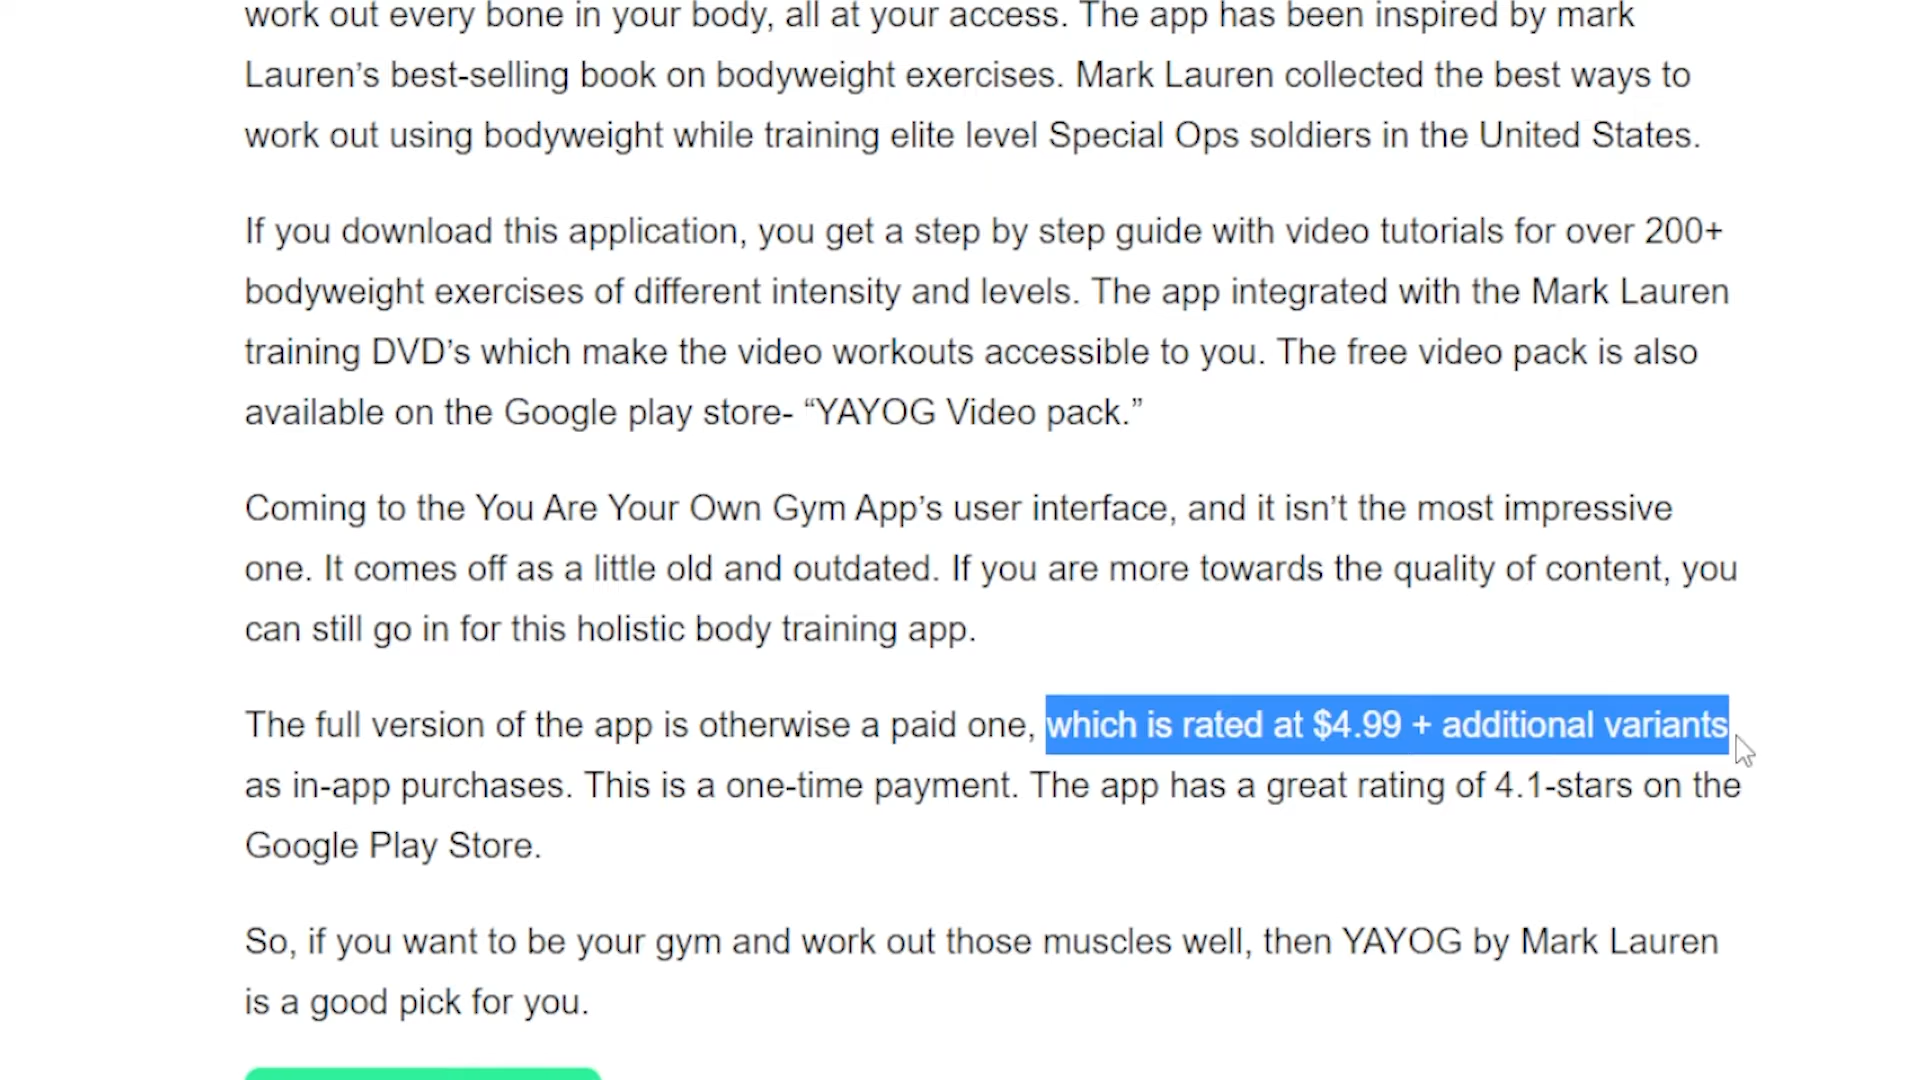 work out every bone in your body, all at your access. The app has been inspired by mark
Lauren’s best-selling book on bodyweight exercises. Mark Lauren collected the best ways to
work out using bodyweight while training elite level Special Ops soldiers in the United States.
If you download this application, you get a step by step guide with video tutorials for over 200+
bodyweight exercises of different intensity and levels. The app integrated with the Mark Lauren
training DVD’s which make the video workouts accessible to you. The free video pack is also
available on the Google play store- “YAYOG Video pack.”
Coming to the You Are Your Own Gym App’s user interface, and it isn’t the most impressive
one. It comes off as a little old and outdated. If you are more towards the quality of content, you
can still go in for this holistic body training app.
The full version of the app is otherwise a paid one, which is rated at $4.99 + additional variants
as in-app purchases. This is a one-time payment. The app has a great rating of 4.1-stars on the
Google Play Store.
So, if you want to be your gym and work out those muscles well, then YAYOG by Mark Lauren
is a good pick for you.